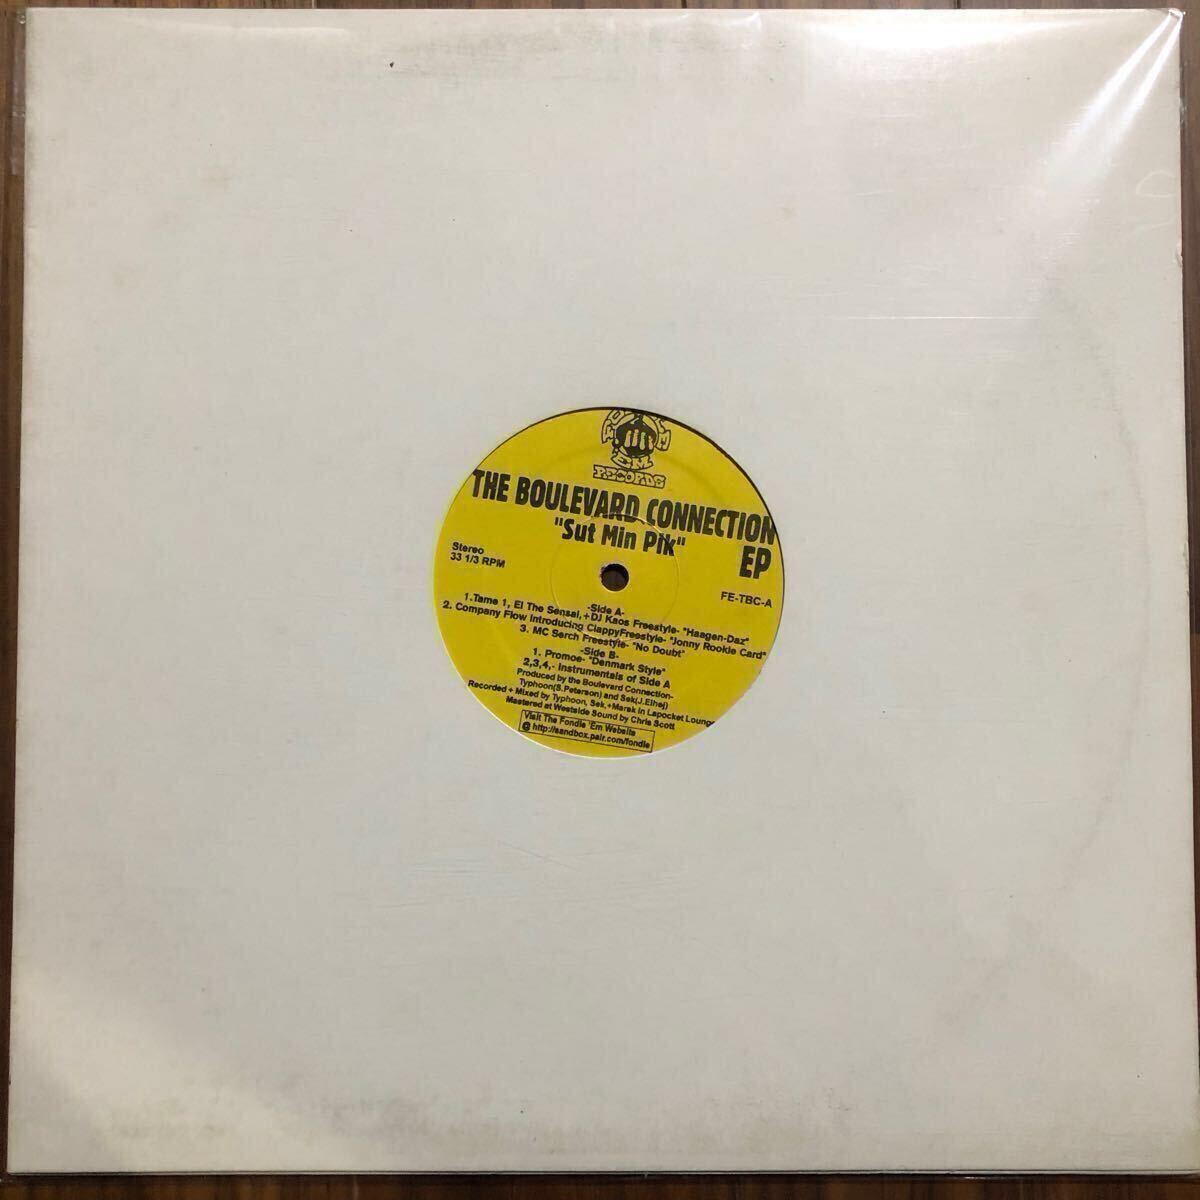 FONDLE
'EM
RECORDS
THE BOULEVARD CONNECTION
"Sut Min Pik"
EP
Stereo
33 1/3 RPM
FE-TBC-A
-Side A-
1.Tame 1, El The Sensai,+DJ Kaos Freestyle- "Haagen-Daz"
2. Company Flow Introducing ClappyFreestyle- "Jonny Rookie Card"
3. MC Serch Freestyle- "No Doubt"
-Side B-
1. Promoe- "Denmark Style"
2,3,4,- Instrumentals of Side A
Produced by the Boulevard Connection-
Typhoon(S.Peterson) and Sek(J.Elhøj)
Recorded + Mixed by Typhoon, Sek,+Marek in Lapocket Lounge
Mastered at Westside Sound by Chris Scott
Visit The Fondle 'Em Website
@ http://sandbox.pair.com/fondle